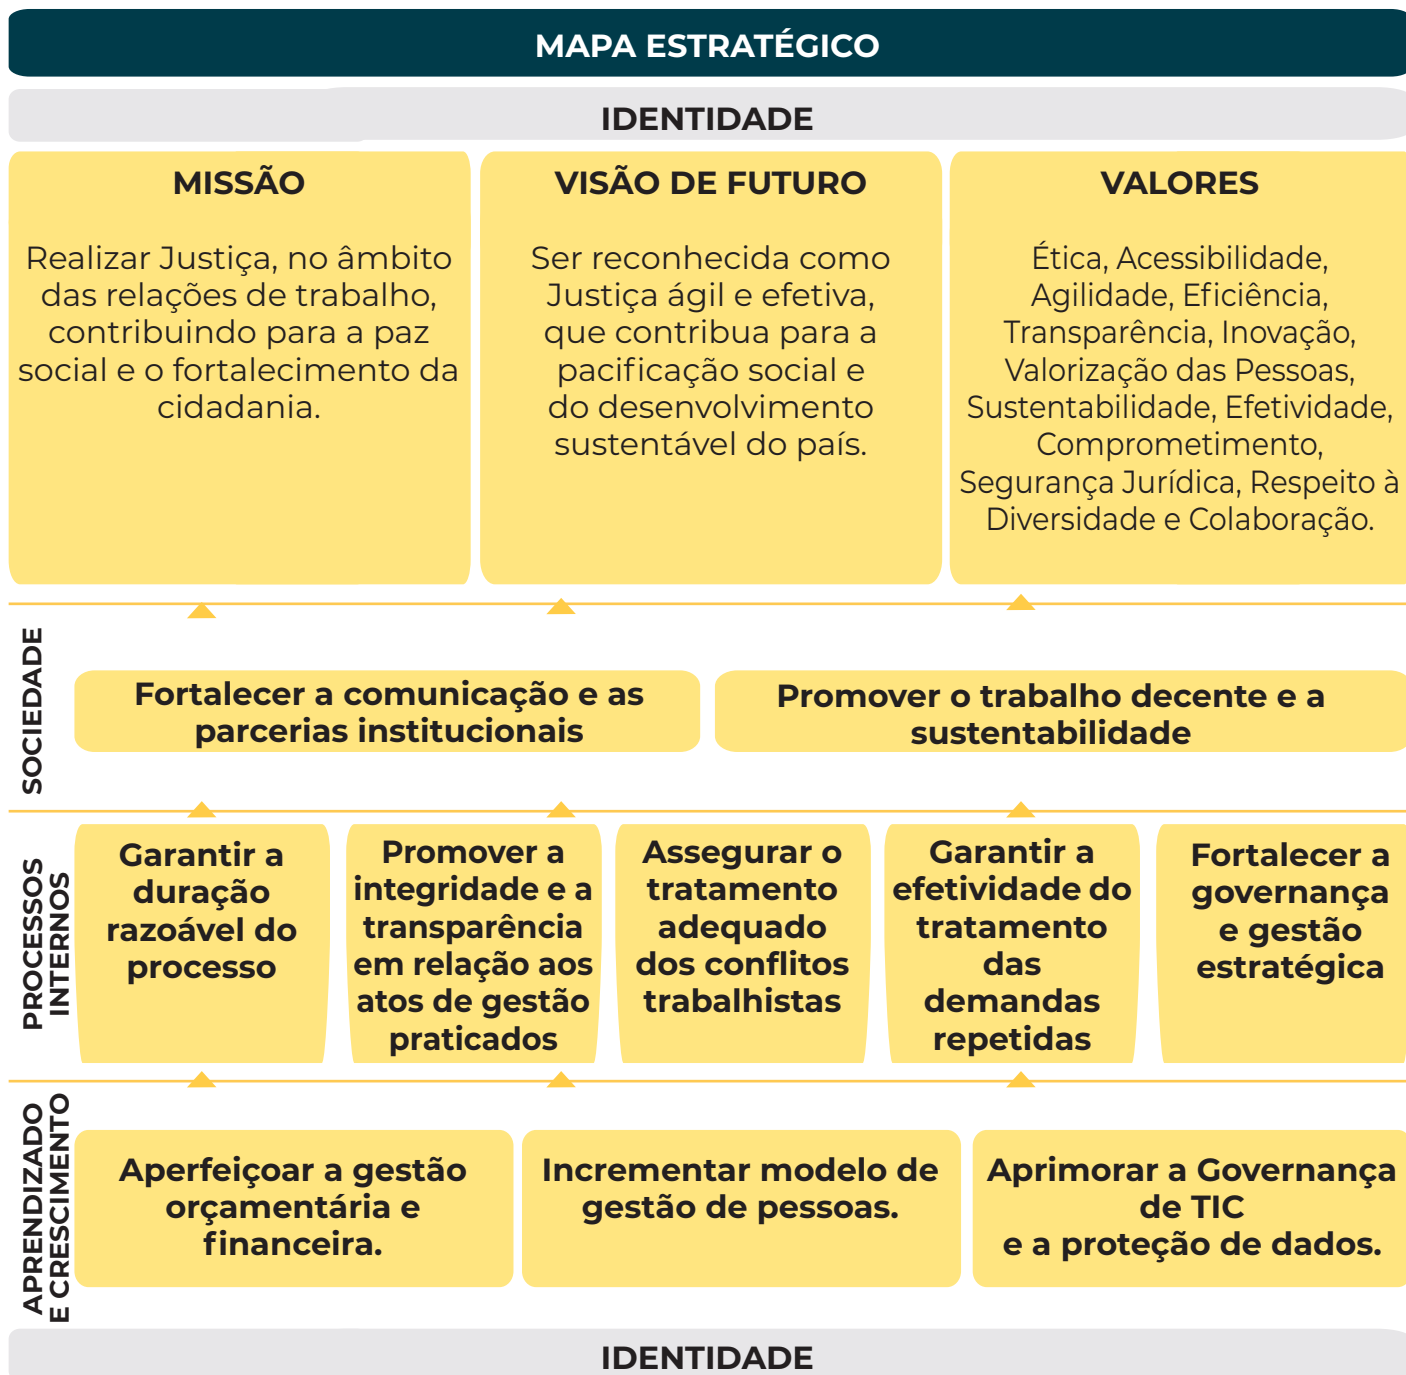 MAPA ESTRATÉGICO
IDENTIDADE
MISSÃO
Realizar Justiça, no âmbito
das relações de trabalho,
contribuindo para a paz
social e o fortalecimento da
cidadania.
VISÃO DE FUTURO
Ser reconhecida como
Justiça ágil e efetiva,
que contribua para a
pacificação social e
do desenvolvimento
sustentável do país.
VALORES
Ética, Acessibilidade,
Agilidade, Eficiência,
Transparência, Inovação,
Valorização das Pessoas,
Sustentabilidade, Efetividade,
Comprometimento,
Segurança Jurídica, Respeito à
Diversidade e Colaboração.
SOCIEDADE
Fortalecer a comunicação e as
parcerias institucionais
Promover o trabalho decente e a
sustentabilidade
PROCESSOS
INTERNOS
Garantir a
duração
razoável do
processo
Promover a
integridade e a
transparência
em relação aos
atos de gestão
praticados
Assegurar o
tratamento
adequado
dos conflitos
trabalhistas
Garantir a
efetividade do
tratamento
das
demandas
repetidas
Fortalecer a
governança
e gestão
estratégica
APRENDIZADO
E CRESCIMENTO
Aperfeiçoar a gestão
orçamentária e
financeira.
Incrementar modelo de
gestão de pessoas.
Aprimorar a Governança
de TIC
e a proteção de dados.
IDENTIDADE